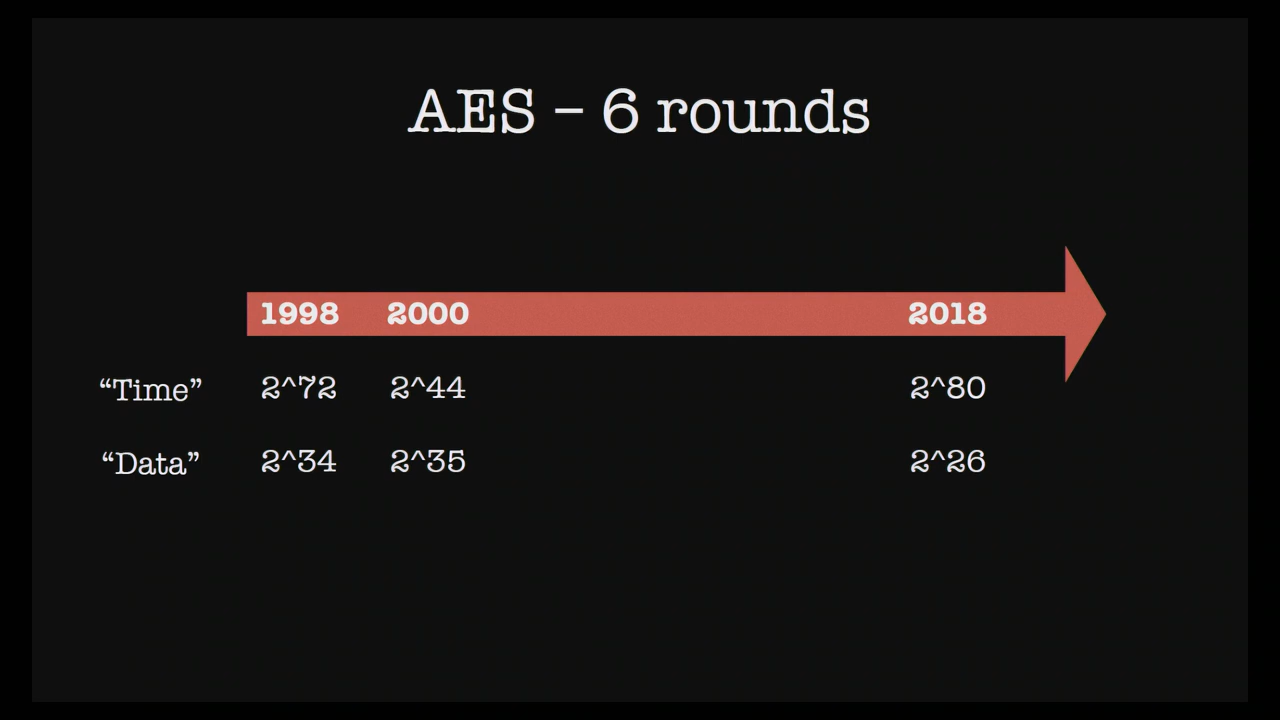 AES – 6 rounds
1998 2000 2018
“Time” 2^72 2^44 2^80
“Data” 2^34 2^35 2^26